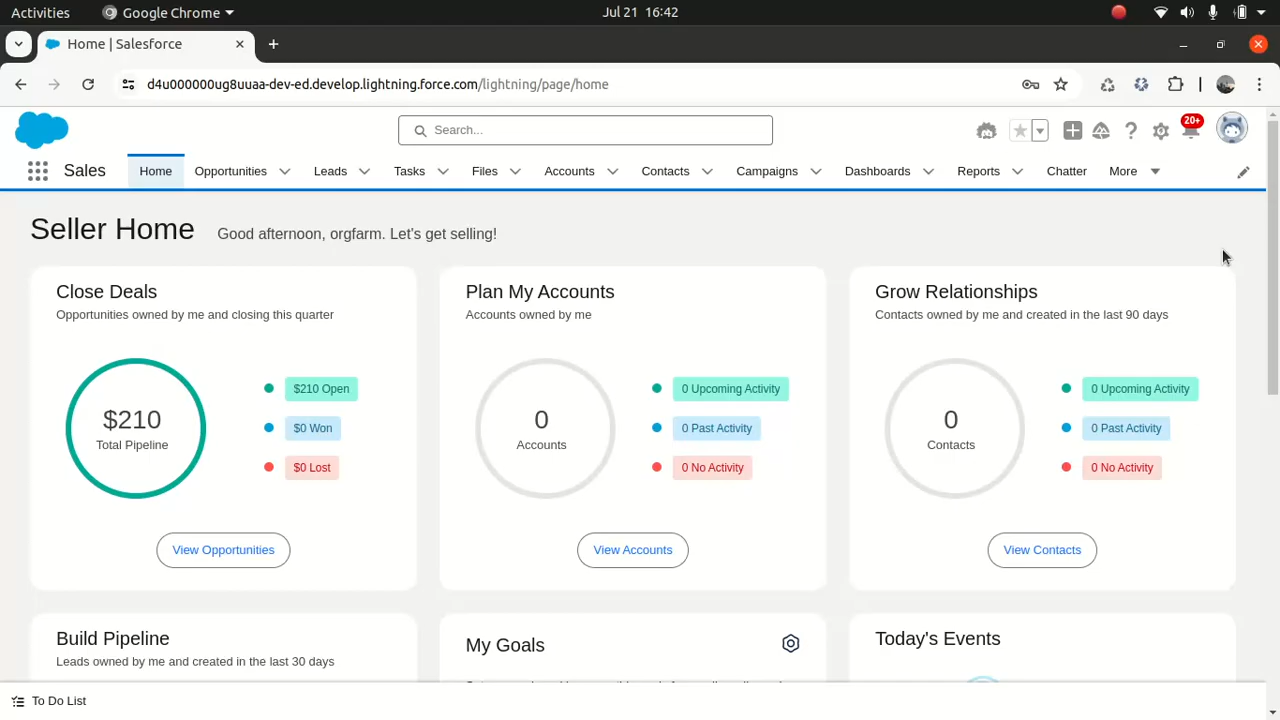 Activities Google Chrome Jul 21 16:42
Home | Salesforce
d4u000000ug8uuaa-dev-ed.develop.lightning.force.com/lightning/page/home
Search...
20+
Sales Home Opportunities Leads Tasks Files Accounts Contacts Campaigns Dashboards Reports Chatter More
Seller Home Good afternoon, orgfarm. Let's get selling!
Close Deals
Opportunities owned by me and closing this quarter
$210
Total Pipeline
$210 Open
$0 Won
$0 Lost
View Opportunities
Plan My Accounts
Accounts owned by me
0
Accounts
0 Upcoming Activity
0 Past Activity
0 No Activity
View Accounts
Grow Relationships
Contacts owned by me and created in the last 90 days
0
Contacts
0 Upcoming Activity
0 Past Activity
0 No Activity
View Contacts
Build Pipeline
Leads owned by me and created in the last 30 days
My Goals
Today's Events
To Do List